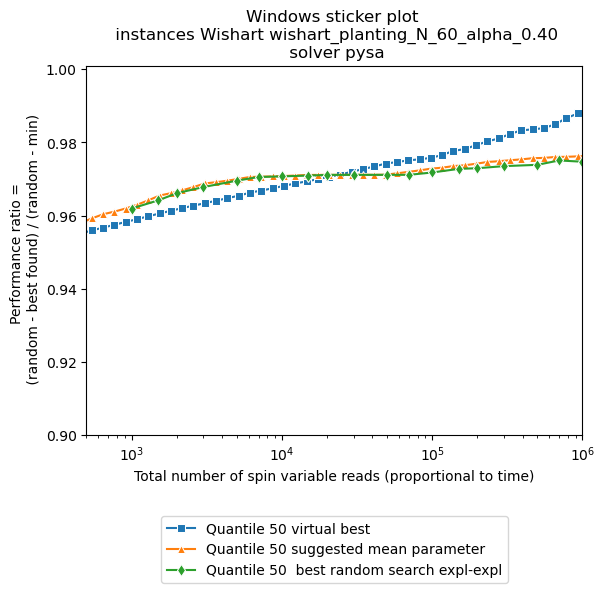 Windows sticker plot
instances Wishart wishart_planting_N_60_alpha_0.40
solver pysa
Performance ratio =
(random - best found) / (random - min)
1.00
0.98
0.96
0.94
0.92
0.90
10³
10⁴
10⁵
10⁶
Total number of spin variable reads (proportional to time)
Quantile 50 virtual best
Quantile 50 suggested mean parameter
Quantile 50  best random search expl-expl